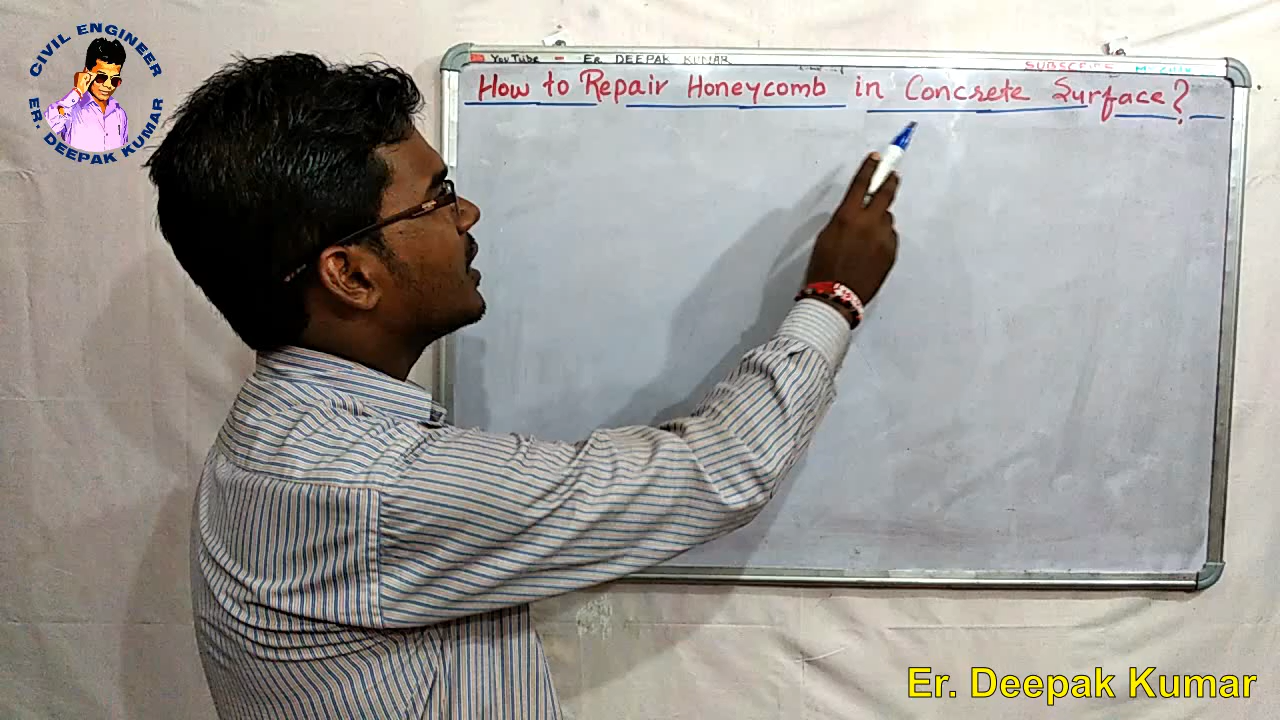 CIVIL ENGINEER
ER. DEEPAK KUMAR
YouTube - ER. DEEPAK KUMAR
SUBSCRIBE
How to Repair Honeycomb in Concrete Surface?
Er. Deepak Kumar